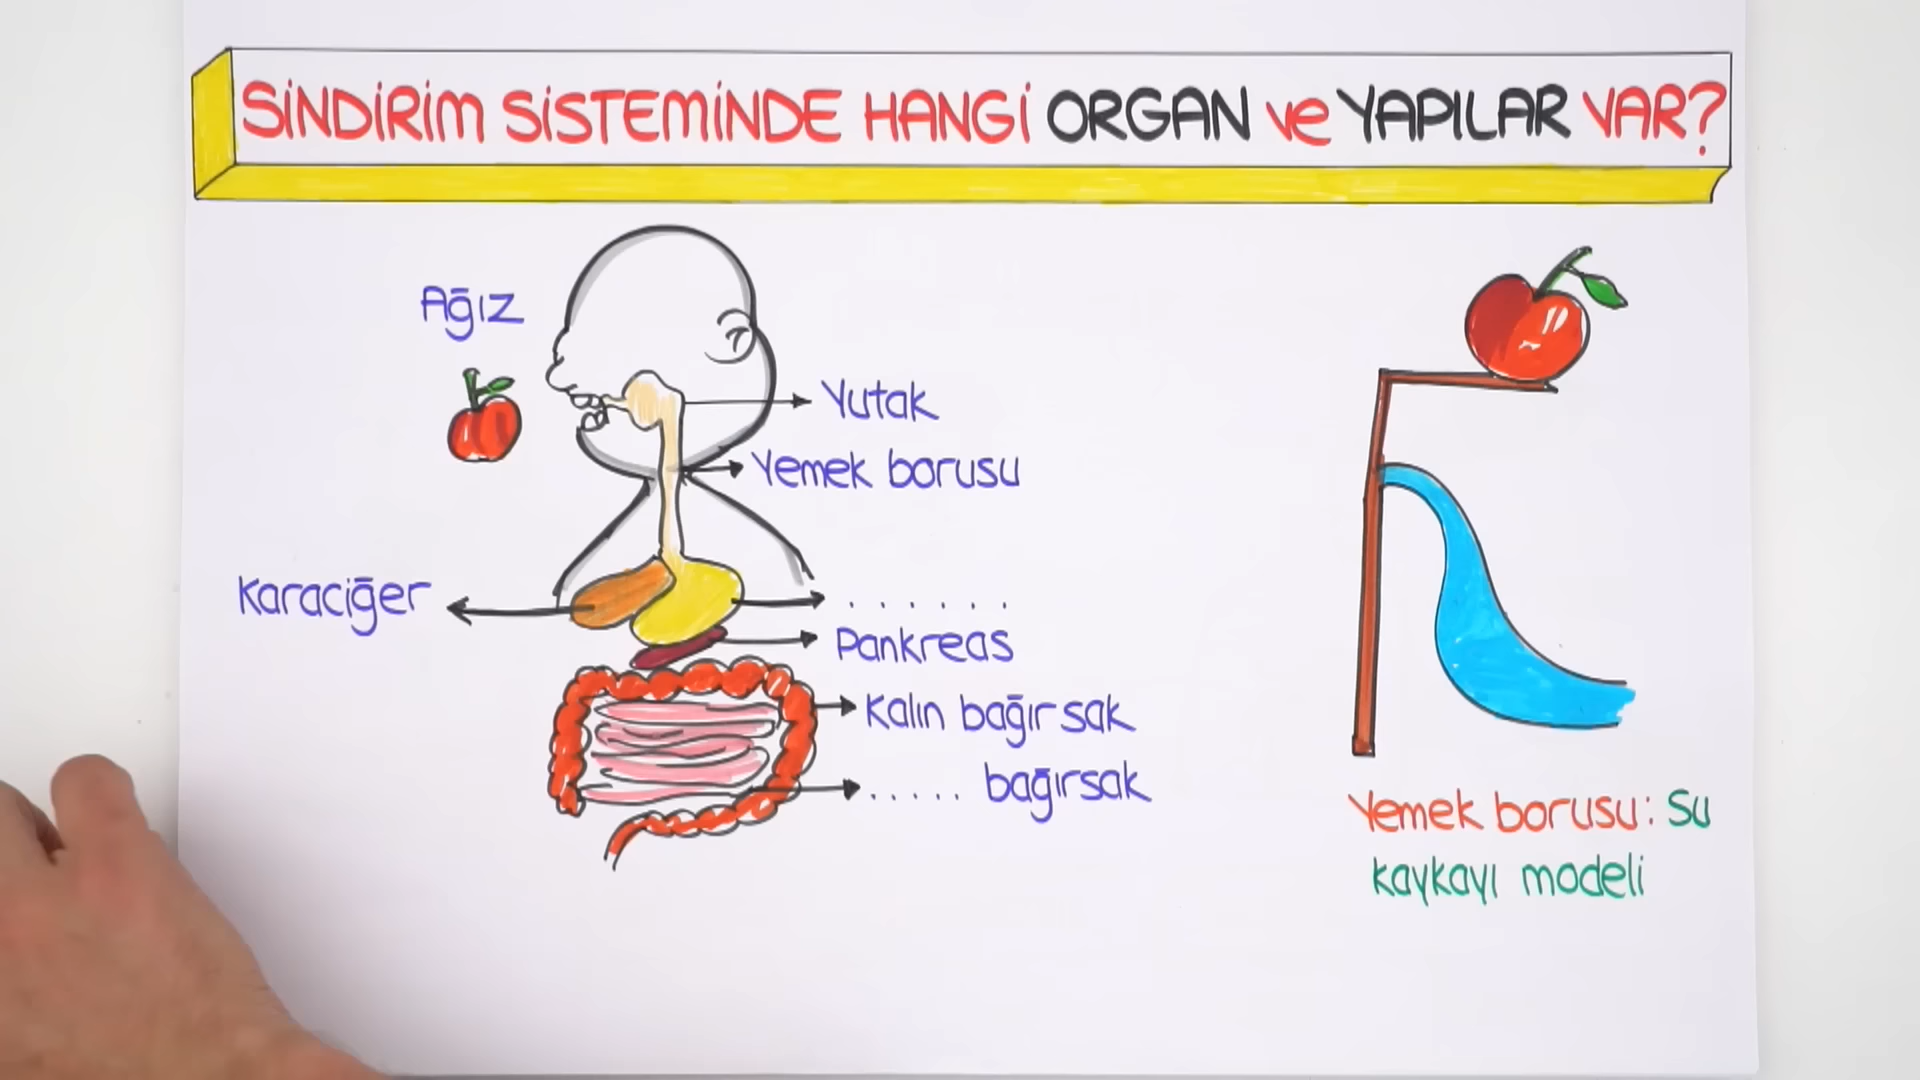 SİNDİRİM SİSTEMİNDE HANGİ ORGAN ve YAPILAR VAR?
Ağız
Yutak
Yemek borusu
Karaciğer
. . . . . .
Pankreas
Kalın bağırsak
. . . . . bağırsak
Yemek borusu: Su
kaykayı modeli